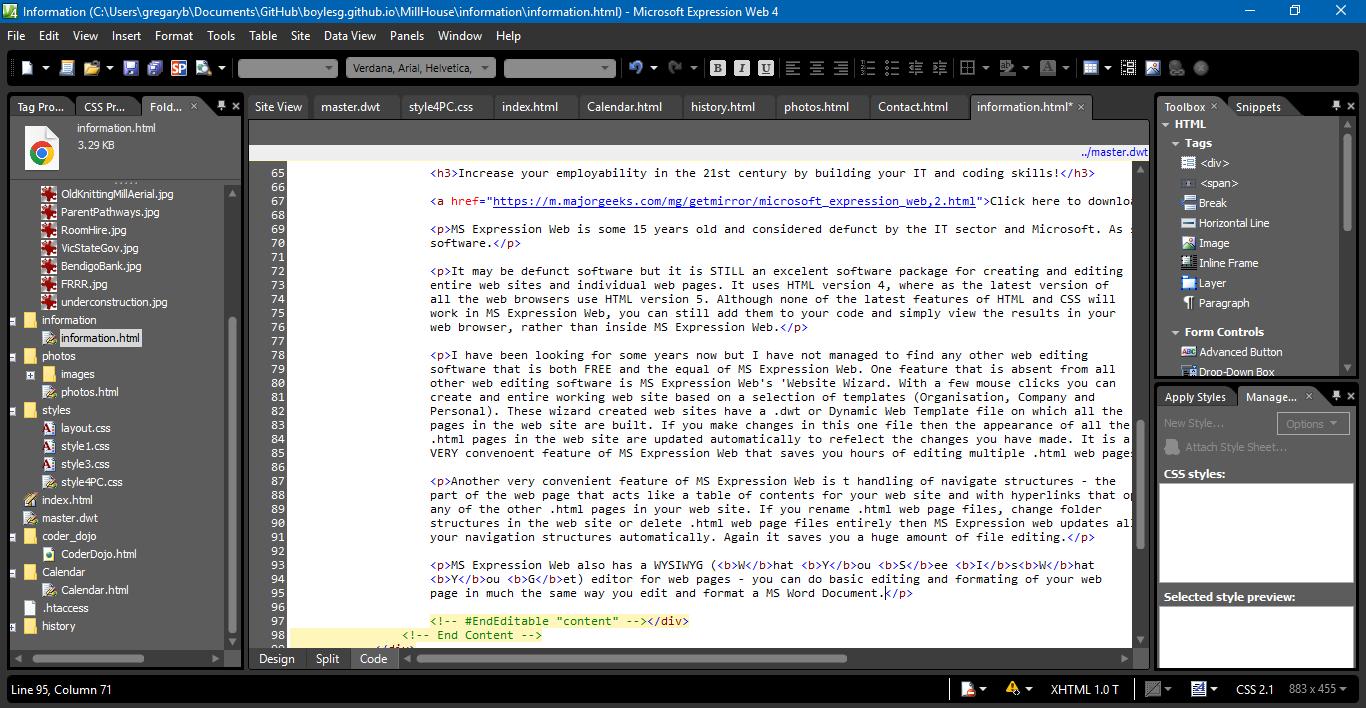 Information (C:\Users\gregaryb\Documents\GitHub\boylesg.github.io\MillHouse\information\information.html) - Microsoft Expression Web 4
File Edit View Insert Format Tools Table Site Data View Panels Window Help
SP Verdana, Arial, Helvetica, B I U A
Tag Pro... CSS Pr... Fold...
Site View master.dwt style4PC.css index.html Calendar.html history.html photos.html Contact.html information.html*
Toolbox Snippets
information.html
3.29 KB
OldKnittingMillAerial.jpg
ParentPathways.jpg
RoomHire.jpg
VicStateGov.jpg
BendigoBank.jpg
FRRR.jpg
underconstruction.jpg
information
information.html
photos
images
photos.html
styles
layout.css
style1.css
style3.css
style4PC.css
index.html
master.dwt
coder_dojo
CoderDojo.html
Calendar
Calendar.html
.htaccess
history
../master.dwt
65 <h3>Increase your employability in the 21st century by building your IT and coding skills!</h3>
66
67 <a href="https://m.majorgeeks.com/mg/getmirror/microsoft_expression_web,2.html">Click here to downloa
68
69 <p>MS Expression Web is some 15 years old and considered defunct by the IT sector and Microsoft. As
70 software.</p>
71
72 <p>It may be defunct software but it is STILL an excelent software package for creating and editing
73 entire web sites and individual web pages. It uses HTML version 4, where as the latest version of
74 all the web browsers use HTML version 5. Although none of the latest features of HTML and CSS will
75 work in MS Expression Web, you can still add them to your code and simply view the results in your
76 web browser, rather than inside MS Expression Web.</p>
77
78 <p>I have been looking for some years now but I have not managed to find any other web editing
79 software that is both FREE and the equal of MS Expression Web. One feature that is absent from all
80 other web editing software is MS Expression Web's 'Website Wizard. With a few mouse clicks you can
81 create and entire working web site based on a selection of templates (Organisation, Company and
82 Personal). These wizard created web sites have a .dwt or Dynamic Web Template file on which all the
83 pages in the web site are built. If you make changes in this one file then the appearance of all the
84 .html pages in the web site are updated automatically to refelect the changes you have made. It is a
85 VERY convenoent feature of MS Expression Web that saves you hours of editing multiple .html web pages
86
87 <p>Another very convenient feature of MS Expression Web is t handling of navigate structures - the
88 part of the web page that acts like a table of contents for your web site and with hyperlinks that op
89 any of the other .html pages in your web site. If you rename .html web page files, change folder
90 structures in the web site or delete .html web page files entirely then MS Expression web updates all
91 your navigation structures automatically. Again it saves you a huge amount of file editing.</p>
92
93 <p>MS Expression Web also has a WYSIWYG (<b>W</b>hat <b>Y</b>ou <b>S</b>ee <b>I</b>s<b>W</b>hat
94 <b>Y</b>ou <b>G</b>et) editor for web pages - you can do basic editing and formating of your web
95 page in much the same way you edit and format a MS Word Document.</p>
96
97 <!-- #EndEditable "content" --></div>
98 <!-- End Content -->
99 </div>
Design Split Code
HTML
Tags
<div>
<span>
Break
Horizontal Line
Image
Inline Frame
Layer
Paragraph
Form Controls
Advanced Button
Drop-Down Box
Apply Styles Manage...
New Style... Options
Attach Style Sheet...
CSS styles:
Selected style preview:
Line 95, Column 71 XHTML 1.0 T CSS 2.1 883 x 455